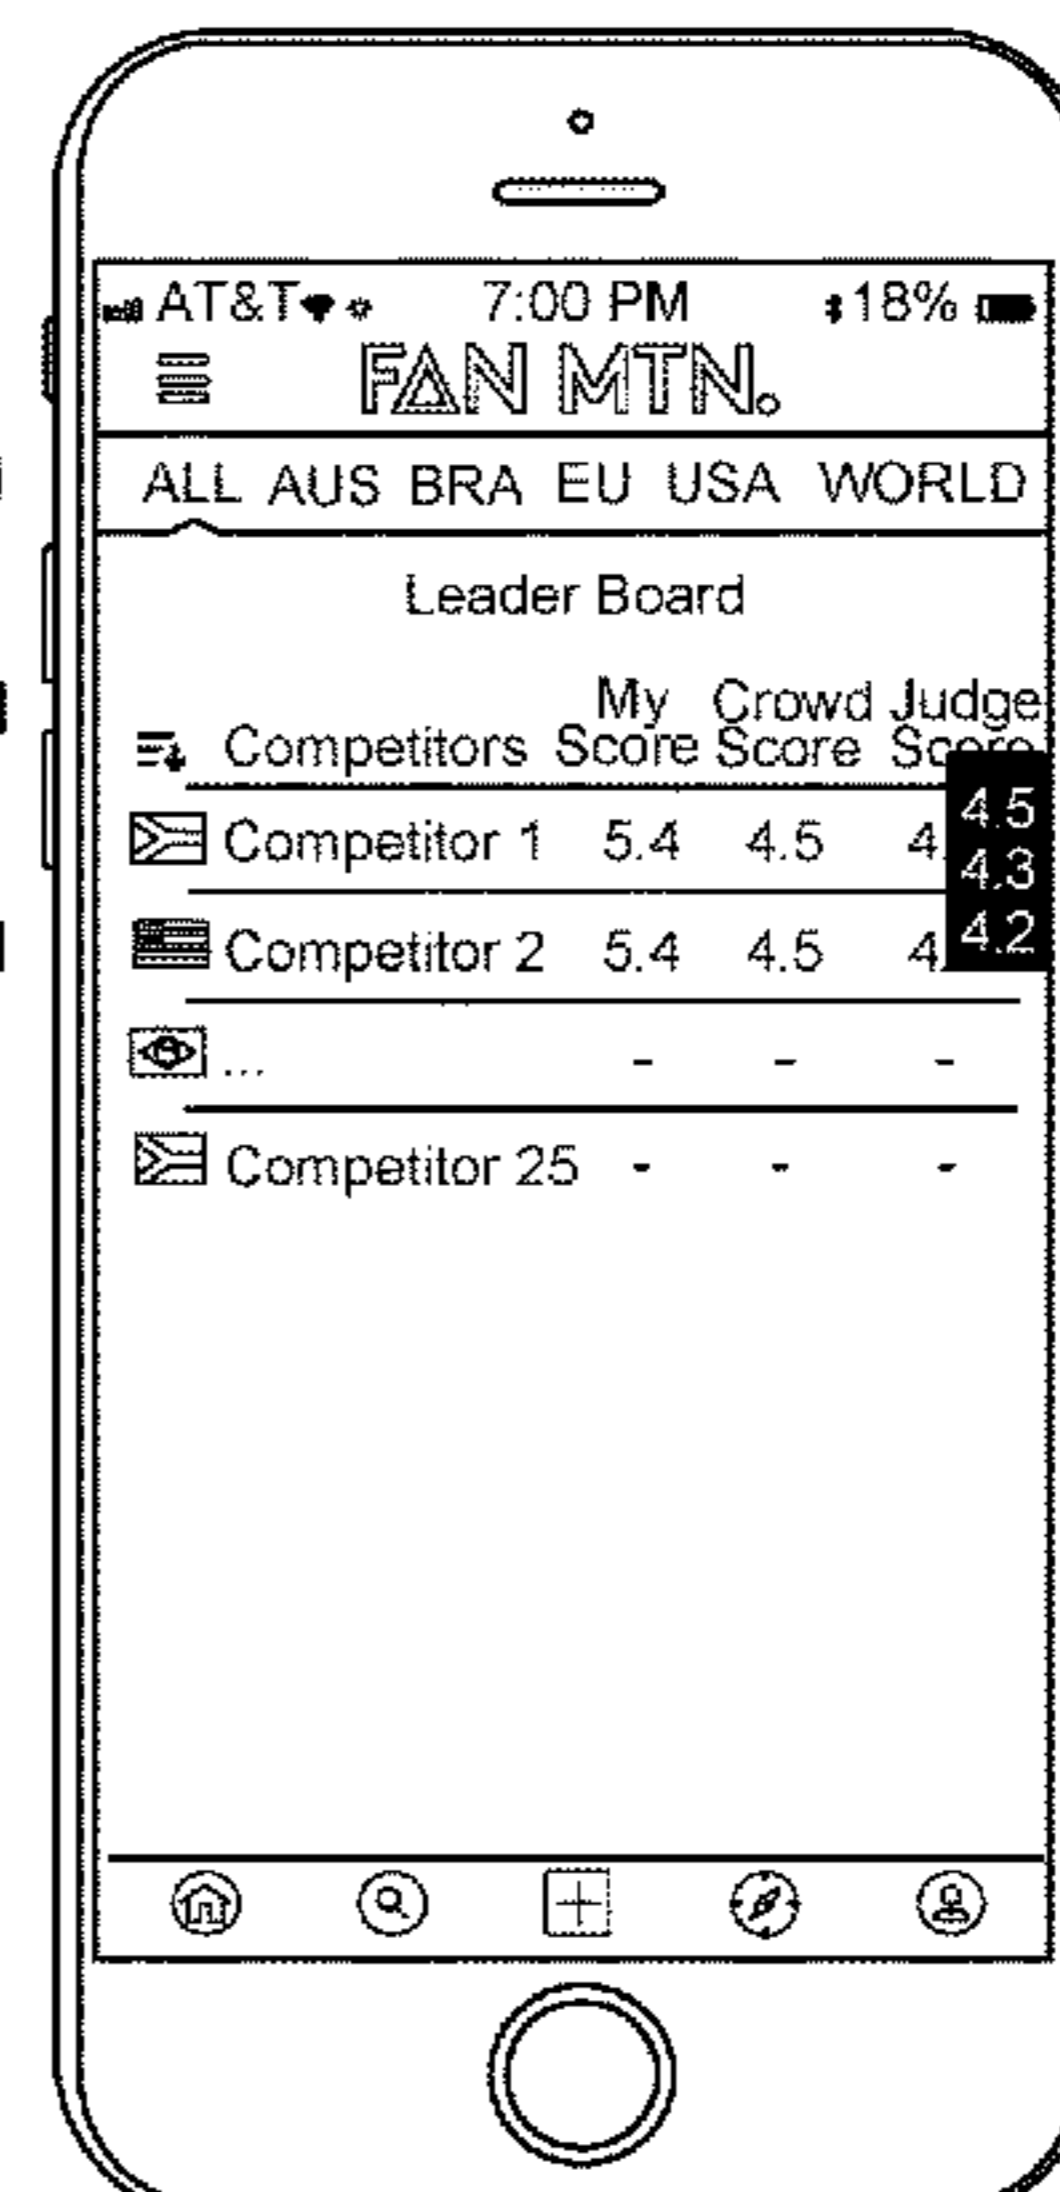 AT&T 7:00 PM 18%
FAN MTN.
ALL AUS BRA EU USA WORLD
Leader Board
My Crowd Judge
Competitors Score Score Score
4.5
Competitor 1 5.4 4.5 4.
4.3
4.2
Competitor 2 5.4 4.5 4.
... - - -
Competitor 25 - - -